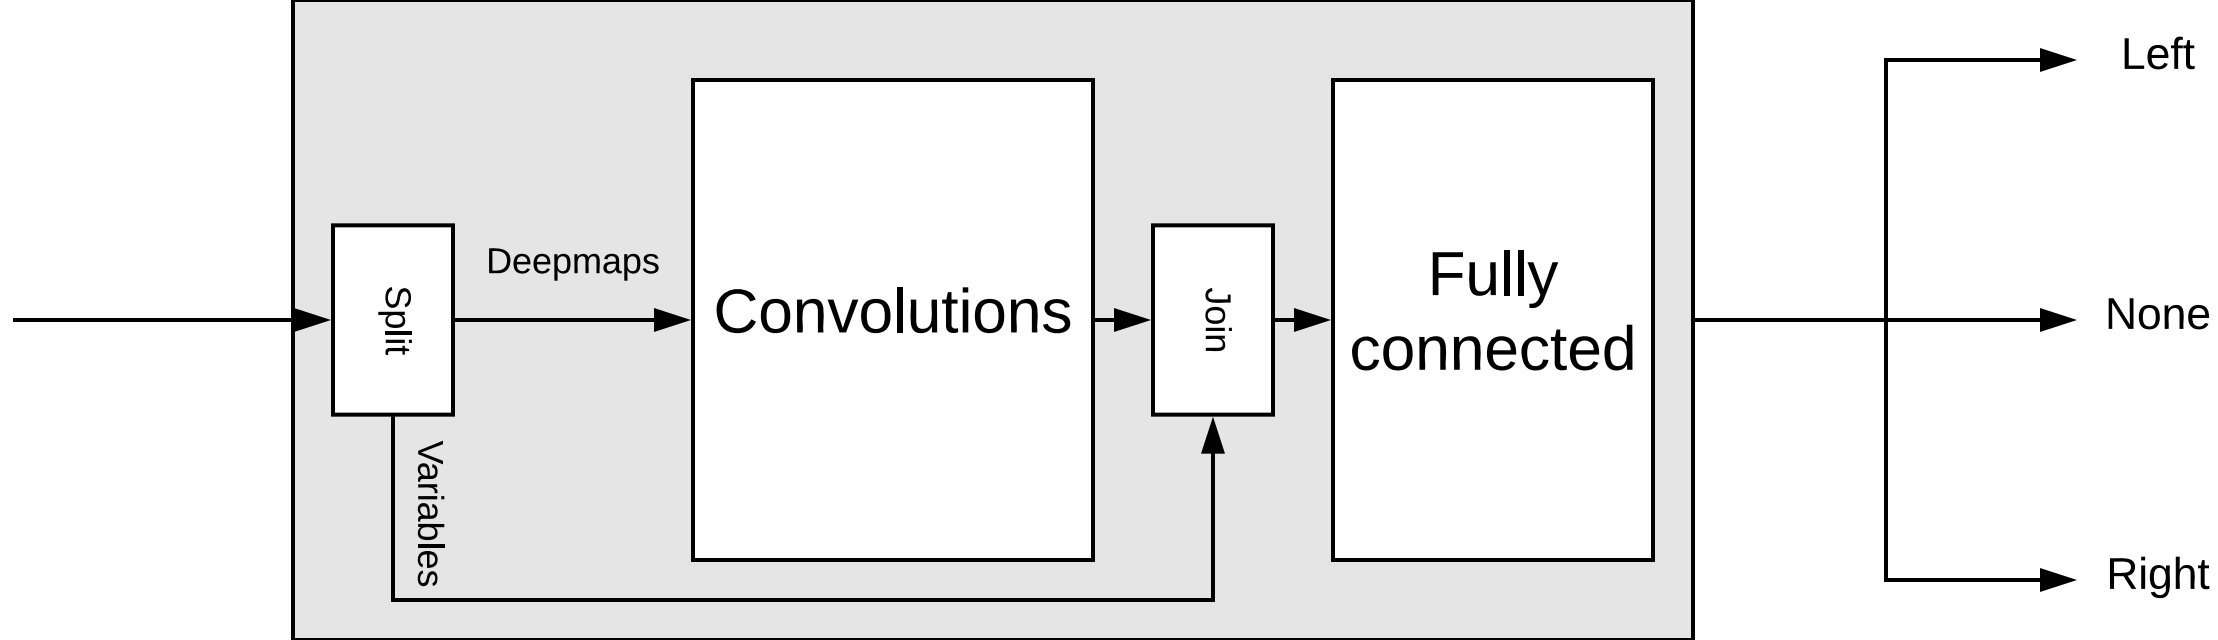 Split
Deepmaps
Variables
Convolutions
Join
Fully
connected
Left
None
Right